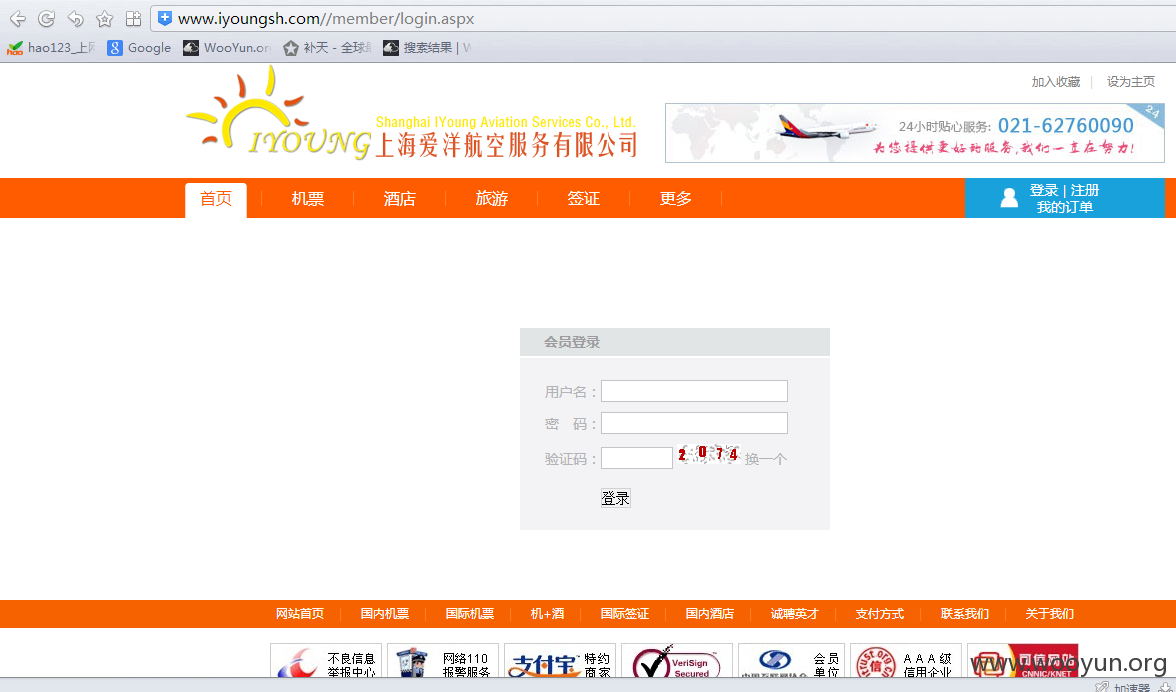 www.iyoungsh.com//member/login.aspx
hao123_上网 Google WooYun.or 补天 - 全球 搜索结果 | W
加入收藏 设为主页
Shanghai IYoung Aviation Services Co., Ltd.
IYOUNG 上海爱洋航空服务有限公司
24小时贴心服务: 021-62760090 24
为您提供更好的服务,我们一直在努力!
首页 机票 酒店 旅游 签证 更多
登录 | 注册
我的订单
会员登录
用户名:
密 码:
验证码: 2074 换一个
登录
网站首页 国内机票 国际机票 机+酒 国际签证 国内酒店 诚聘英才 支付方式 联系我们 关于我们
不良信息 网络110 支付宝 特约 VeriSign 会员 AAA级 可信网站
举报中心 报警服务 商家 Secured 单位 信用企业 CNNIC/KNET
www.wooyun.org
加速器